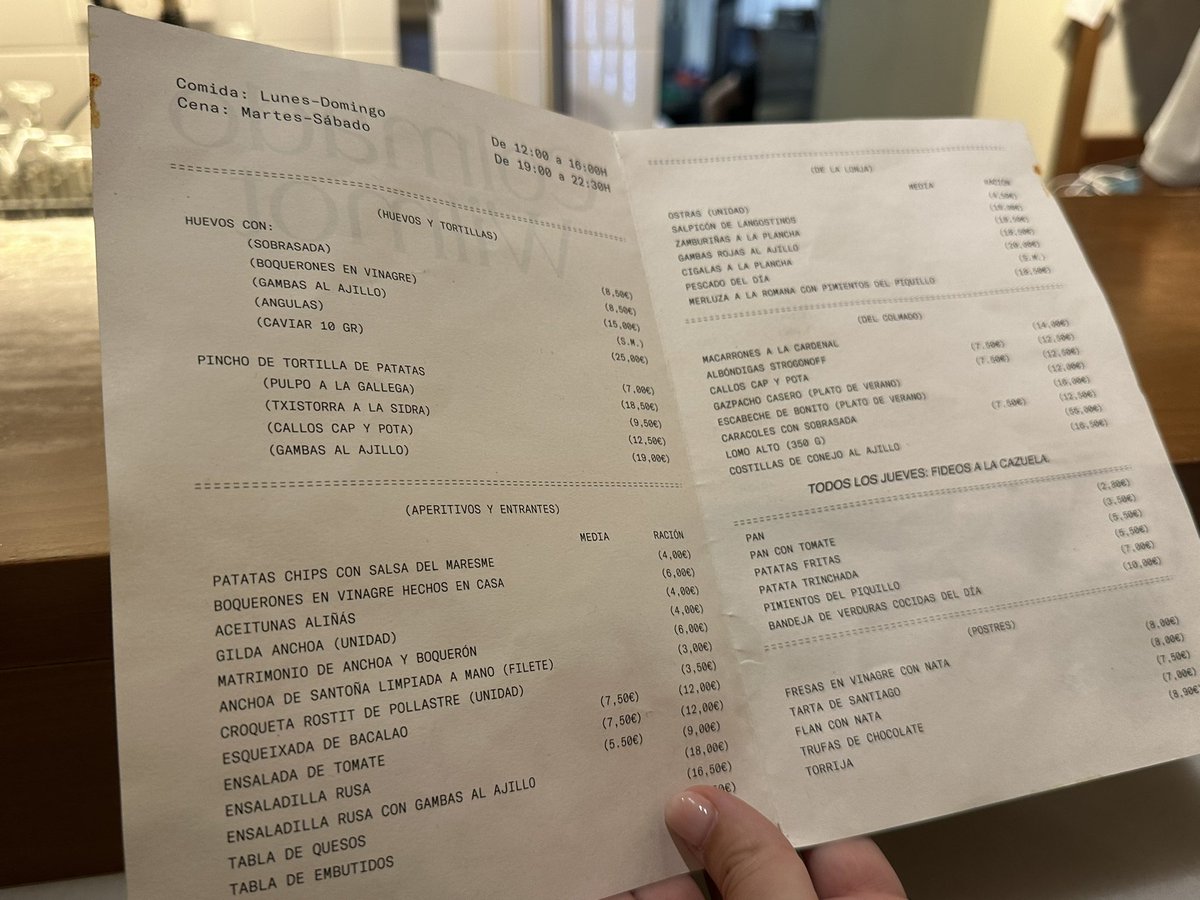 Comida: Lunes-Domingo De 12:00 a 16:00H
Cena: Martes-Sábado De 19:00 a 22:30H
(HUEVOS Y TORTILLAS)
HUEVOS CON:
(SOBRASADA) (8,50€)
(BOQUERONES EN VINAGRE) (8,50€)
(GAMBAS AL AJILLO) (15,00€)
(ANGULAS) (S.M.)
(CAVIAR 10 GR) (25,00€)
PINCHO DE TORTILLA DE PATATAS (7,00€)
(PULPO A LA GALLEGA) (18,50€)
(TXISTORRA A LA SIDRA) (9,50€)
(CALLOS CAP Y POTA) (12,50€)
(GAMBAS AL AJILLO) (19,00€)
(APERITIVOS Y ENTRANTES)
MEDIA RACIÓN
PATATAS CHIPS CON SALSA DEL MARESME (4,00€)
BOQUERONES EN VINAGRE HECHOS EN CASA (6,00€)
ACEITUNAS ALIÑÁS (4,00€)
GILDA ANCHOA (UNIDAD) (4,00€)
MATRIMONIO DE ANCHOA Y BOQUERÓN (6,00€)
ANCHOA DE SANTOÑA LIMPIADA A MANO (FILETE) (3,00€)
CROQUETA ROSTIT DE POLLASTRE (UNIDAD) (3,50€)
ESQUEIXADA DE BACALAO (7,50€) (12,00€)
ENSALADA DE TOMATE (7,50€) (12,00€)
ENSALADILLA RUSA (5.50€) (9,00€)
ENSALADILLA RUSA CON GAMBAS AL AJILLO (18,00€)
TABLA DE QUESOS (16,50€)
TABLA DE EMBUTIDOS
(DE LA LONJA)
MEDIA RACIÓN
OSTRAS (UNIDAD) (4,50€)
SALPICÓN DE LANGOSTINOS
ZAMBURIÑAS A LA PLANCHA (18,50€)
GAMBAS ROJAS AL AJILLO (18,50€)
CIGALAS A LA PLANCHA (20,00€)
PESCADO DEL DÍA (S.M.)
MERLUZA A LA ROMANA CON PIMIENTOS DEL PIQUILLO (18,50€)
(DEL COLMADO)
MACARRONES A LA CARDENAL (14,00€)
ALBÓNDIGAS STROGONOFF (7.50€) (12,50€)
CALLOS CAP Y POTA (7.50€) (12,50€)
GAZPACHO CASERO (PLATO DE VERANO) (12,00€)
ESCABECHE DE BONITO (PLATO DE VERANO) (16,00€)
CARACOLES CON SOBRASADA (7.50€) (12,50€)
LOMO ALTO (350 G) (55,00€)
COSTILLAS DE CONEJO AL AJILLO (16,50€)
TODOS LOS JUEVES: FIDEOS A LA CAZUELA.
PAN (2,80€)
PAN CON TOMATE (3,50€)
PATATAS FRITAS (5,50€)
PATATA TRINCHADA (5,50€)
PIMIENTOS DEL PIQUILLO (7,00€)
BANDEJA DE VERDURAS COCIDAS DEL DÍA (10,00€)
(POSTRES)
FRESAS EN VINAGRE CON NATA (8,00€)
TARTA DE SANTIAGO (8,00€)
FLAN CON NATA (7,50€)
TRUFAS DE CHOCOLATE (7,00€)
TORRIJA (8,90€